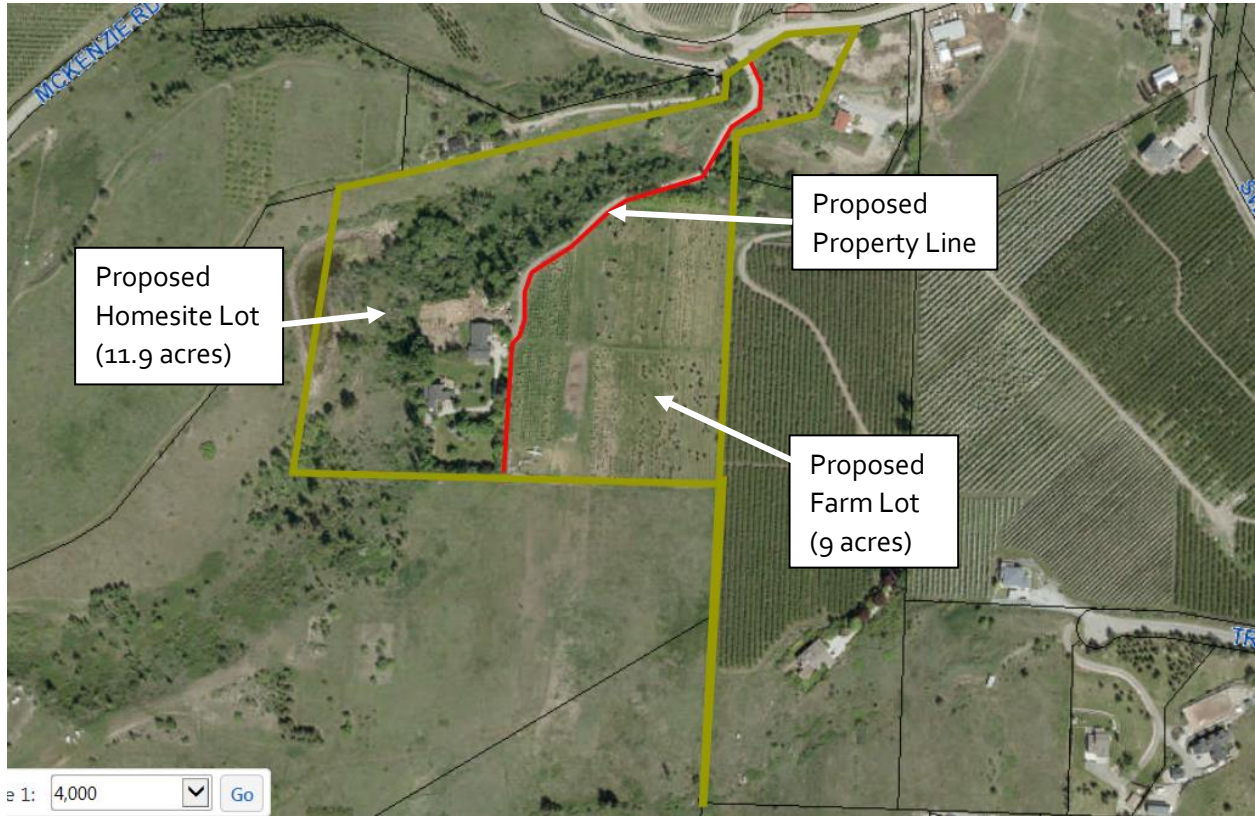 MCKENZIE RD
Proposed
Property Line
Proposed
Homesite Lot
(11.9 acres)
Proposed
Farm Lot
(9 acres)
TR
e 1:
4,000
Go